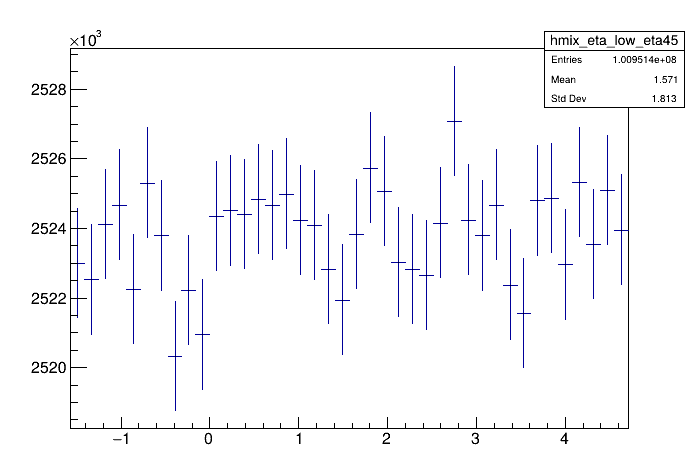 ×10³
hmix_eta_low_eta45
Entries 1.009514e+08
Mean 1.571
Std Dev 1.813
2528
2526
2524
2522
2520
−1 0 1 2 3 4